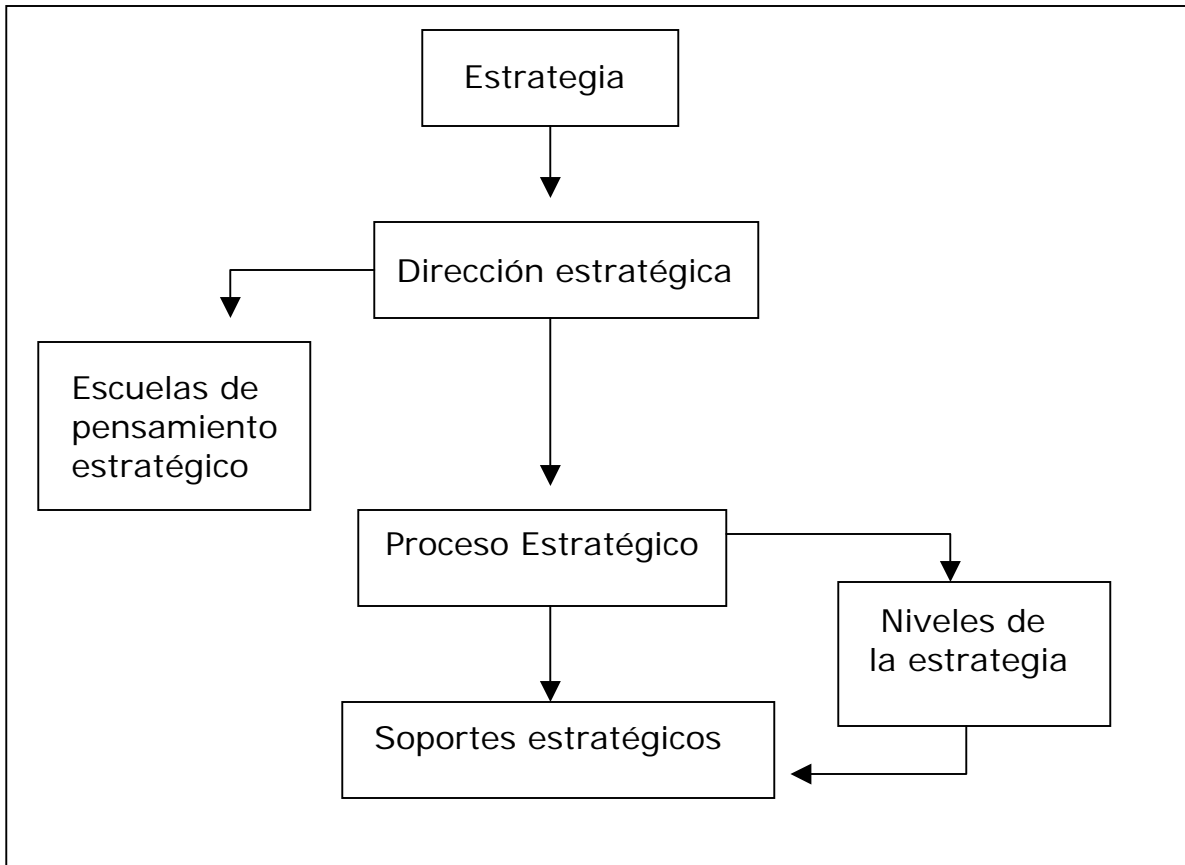 Estrategia
Dirección estratégica
Escuelas de
pensamiento
estratégico
Proceso Estratégico
Niveles de
la estrategia
Soportes estratégicos